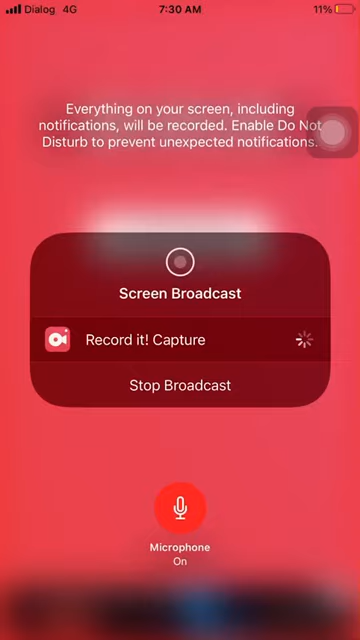 Dialog 4G 7:30 AM 11%
Everything on your screen, including
notifications, will be recorded. Enable Do Not
Disturb to prevent unexpected notifications.
Screen Broadcast
Record it! Capture
Stop Broadcast
Microphone
On